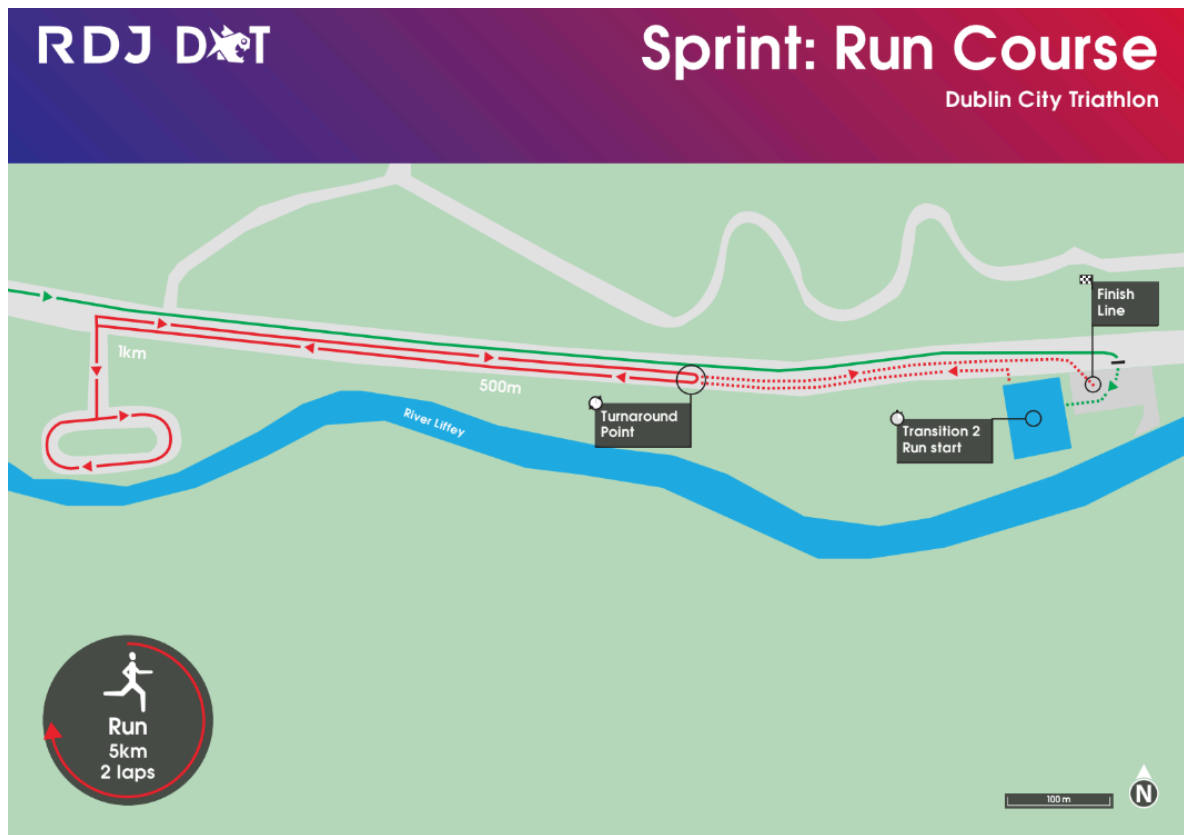 RDJ DCT
Sprint: Run Course
Dublin City Triathlon
Finish
Line
1km
500m
Turnaround
Point
River Liffey
Transition 2
Run start
Run
5km
2 laps
100 m
N